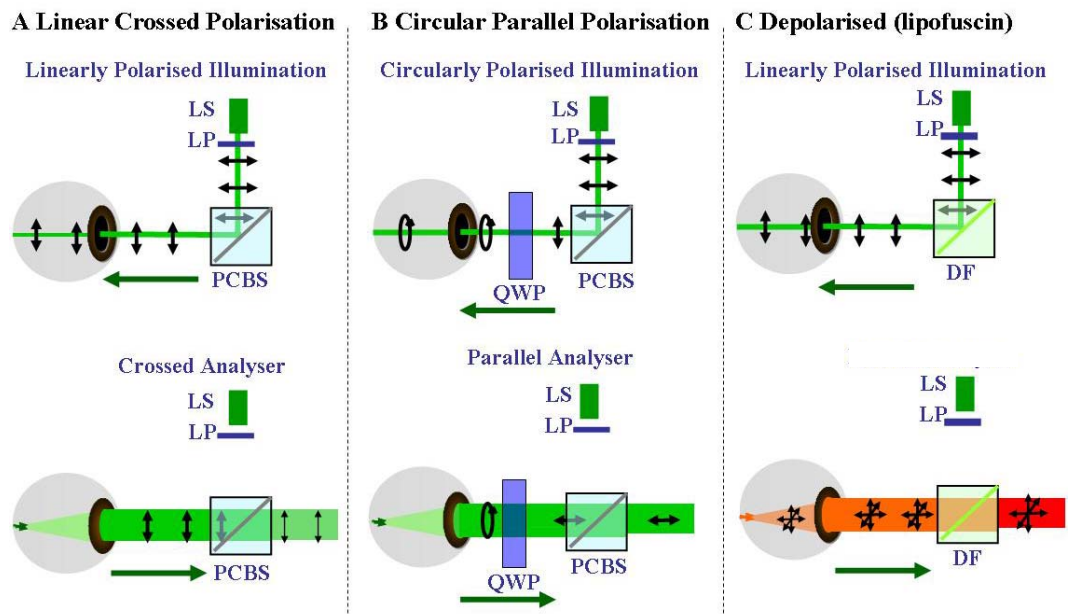 A Linear Crossed Polarisation
Linearly Polarised Illumination
LS
LP
PCBS
Crossed Analyser
LS
LP
PCBS
B Circular Parallel Polarisation
Circularly Polarised Illumination
LS
LP
QWP
PCBS
Parallel Analyser
LS
LP
QWP
PCBS
C Depolarised (lipofuscin)
Linearly Polarised Illumination
LS
LP
DF
LS
LP
DF